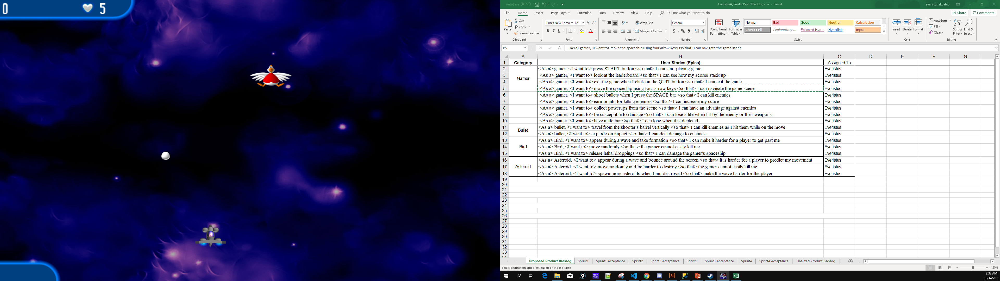 0 5
AutoSave Off
EveristusA_ProductSprintBacklog.xlsx - Saved
everistus akpabio
File Home Insert Page Layout Formulas Data Review View Help Tell me what you want to do
Share Comments
Paste
Cut
Copy
Format Painter
Clipboard
Times New Roma 12
B I U
Font
Wrap Text
Merge & Center
Alignment
General
$ % ,
Number
Conditional Formatting
Format as Table
Normal Bad Good Neutral Calculation
Check Cell Explanatory ... Followed Hyp... Hyperlink Input
Styles
Insert Delete Format
Cells
AutoSum
Fill
Clear
Sort & Filter
Find & Select
Editing
B5
fx
<As a> gamer, <I want to> move the spaceship using four arrow keys <so that> I can navigate the game scene
A B C D E F G
1 Category User Stories (Epics) Assigned To
2 <As a> gamer, <I want to> press START button <so that> I can start playing game Everistus
Gamer
3 <As a> gamer, <I want to> look at the leaderboard <so that> I can see how my scores stack up Everistus
4 <As a> gamer, <I want to> exit the game when I click on the QUIT button <so that> I can exit the game Everistus
5 <As a> gamer, <I want to> move the spaceship using four arrow keys <so that> I can navigate the game scene Everistus
6 <As a> gamer, <I want to> shoot bullets when I press the SPACE bar <so that> I can kill enemies Everistus
7 <As a> gamer, <I want to> earn points for killing enemies <so that> I can increase my score Everistus
8 <As a> gamer, <I want to> collect powerups from the scene <so that> I can have an advantage against enemies Everistus
9 <As a> gamer, <I want to> be susceptible to damage <so that> I can lose a life when hit by the enemy or their weapons Everistus
10 <As a> gamer, <I want to> have a life bar <so that> I can lose when it is depleted Everistus
11 <As a> bullet, <I want to> travel from the shooter's barrel vertically <so that> I can kill enemies as I hit them while on the move Everistus
Bullet
12 <As a> bullet, <I want to> explode on impact <so that> I can deal damage to enemies. Everistus
13 <As a> Bird, <I want to> appear during a wave and take formation <so that> I can make it harder for a player to get past me Everistus
14 Bird <As a> Bird, <I want to> move randomly <so that> the gamer cannot easily kill me Everistus
15 <As a> Bird, <I want to> release lethal droppings <so that> I can damage the gamer's spaceship Everistus
16 <As a> Asteroid, <I want to> appear during a wave and bounce around the screen <so that> it is harder for a player to predict my movement Everistus
17 Asteroid <As a> Asteroid, <I want to> move randomly and be harder to destroy <so that> the gamer cannot easily kill me Everistus
18 <As a> Asteroid, <I want to> spawn more asteroids when I am destroyed <so that> make the wave harder for the player Everistus
19
20
21
22
23
24
25
26
27
28
29
30
31
32
33
34
Proposed Product Backlog Sprint1 Sprint1 Acceptance Sprint2 Sprint2 Acceptance Sprint3 Sprint3 Acceptance Sprint4 Sprint4 Acceptance Finalized Product Backlog
Select destination and press ENTER or choose Paste
120%
2:33 AM
10/14/2019